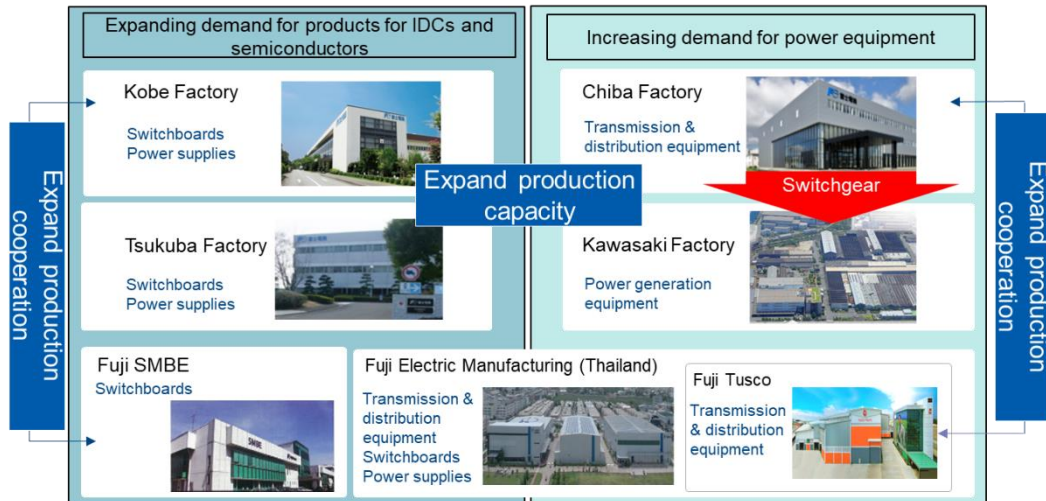 Expanding demand for products for IDCs and
semiconductors
Increasing demand for power equipment
Expand production
cooperation
Kobe Factory
Switchboards
Power supplies
Chiba Factory
Transmission &
distribution equipment
Switchgear
Expand production
capacity
Tsukuba Factory
Switchboards
Power supplies
Kawasaki Factory
Power generation
equipment
Expand production
cooperation
Fuji SMBE
Switchboards
SMBE
Fuji Electric Manufacturing (Thailand)
Transmission &
distribution
equipment
Switchboards
Power supplies
Fuji Tusco
Transmission
& distribution
equipment